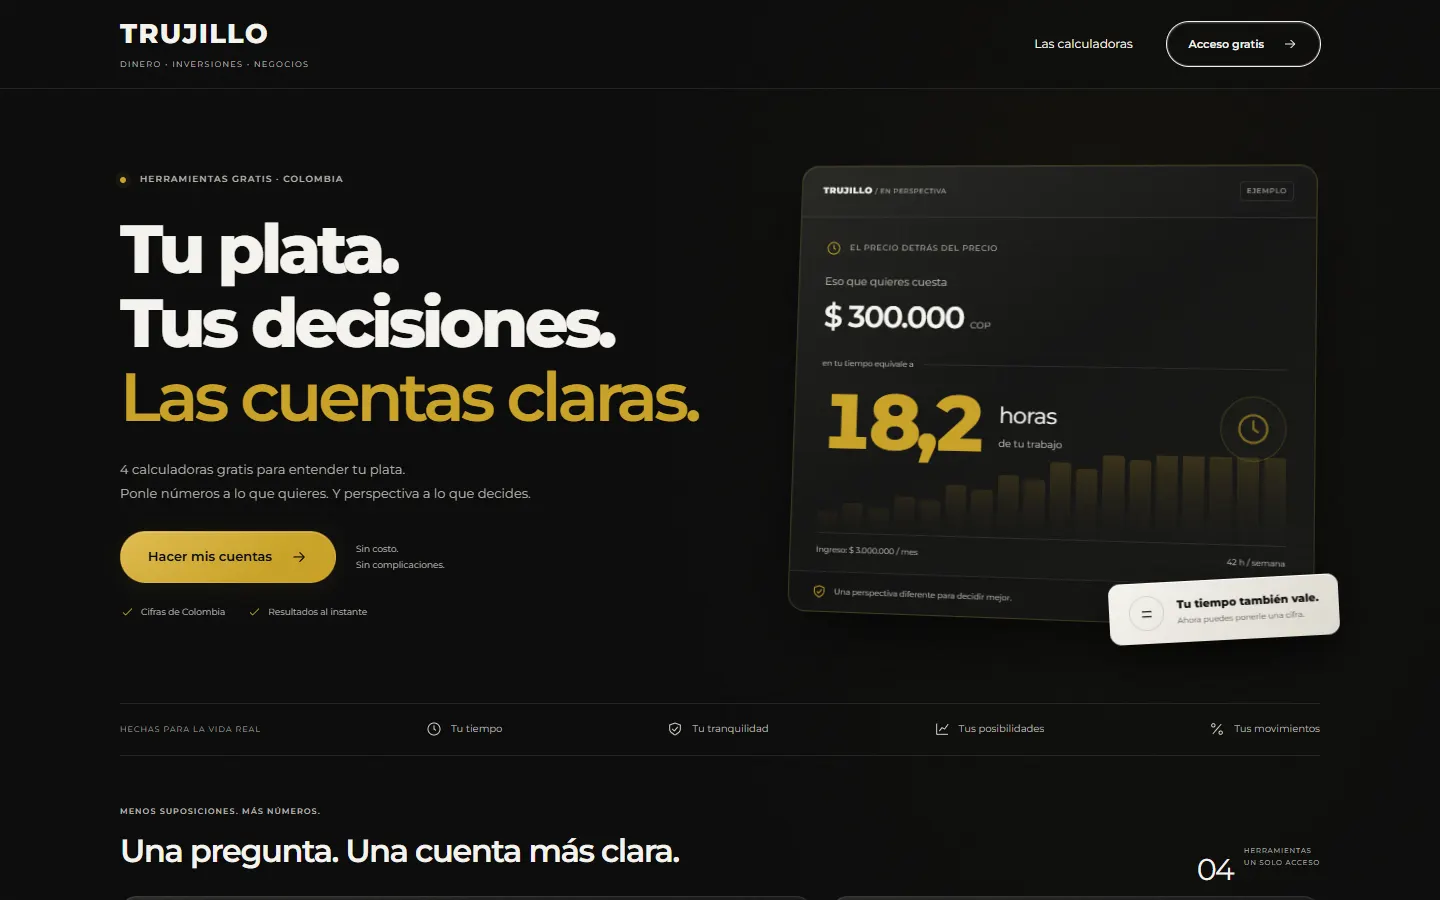 TRUJILLO
DINERO · INVERSIONES · NEGOCIOS
Las calculadoras
Acceso gratis
HERRAMIENTAS GRATIS · COLOMBIA
Tu plata.
Tus decisiones.
Las cuentas claras.
4 calculadoras gratis para entender tu plata.
Ponle números a lo que quieres. Y perspectiva a lo que decides.
Hacer mis cuentas
Sin costo.
Sin complicaciones.
Cifras de Colombia
Resultados al instante
TRUJILLO / EN PERSPECTIVA
EJEMPLO
EL PRECIO DETRÁS DEL PRECIO
Eso que quieres cuesta
$ 300.000 COP
en tu tiempo equivale a
18,2 horas
de tu trabajo
Ingreso: $ 3.000.000 / mes
42 h / semana
Una perspectiva diferente para decidir mejor.
=
Tu tiempo también vale.
Ahora puedes ponerle una cifra.
HECHAS PARA LA VIDA REAL
Tu tiempo
Tu tranquilidad
Tus posibilidades
Tus movimientos
MENOS SUPOSICIONES. MÁS NÚMEROS.
Una pregunta. Una cuenta más clara.
04
HERRAMIENTAS
UN SOLO ACCESO